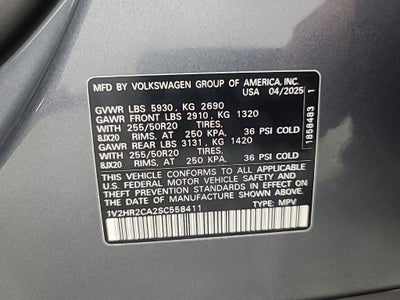 MFD. BY VOLKSWAGEN GROUP OF AMERICA, INC.
USA 04/2025
GVWR LBS 5930 , KG 2690
GAWR FRONT LBS 2910 , KG 1320
WITH 255/50R20 TIRES,
8JX20 RIMS, AT 250 KPA, 36 PSI COLD
GAWR REAR LBS 3131 , KG 1420
WITH 255/50R20 TIRES,
8JX20 RIMS, AT 250 KPA, 36 PSI COLD
THIS VEHICLE CONFORMS TO ALL APPLICABLE
U.S. FEDERAL MOTOR VEHICLE SAFETY AND
THEFT PREVENTION STANDARDS IN EFFECT ON
THE DATE OF MANUFACTURE SHOWN ABOVE.
1V2HR2CA2SC558411 TYPE: MPV
1858483 1